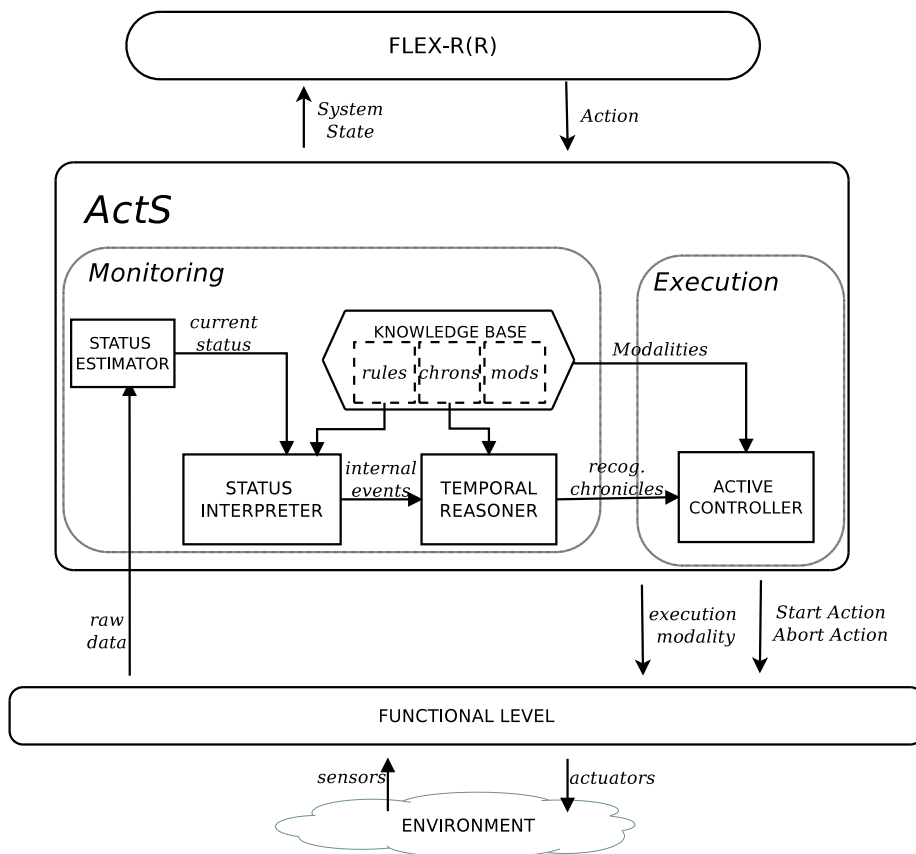 FLEX-R(R)
System
State
Action
ActS
Monitoring
Execution
STATUS
ESTIMATOR
current
status
KNOWLEDGE BASE
rules
chrons
mods
Modalities
STATUS
INTERPRETER
internal
events
TEMPORAL
REASONER
recog.
chronicles
ACTIVE
CONTROLLER
raw
data
execution
modality
Start Action
Abort Action
FUNCTIONAL LEVEL
sensors
actuators
ENVIRONMENT